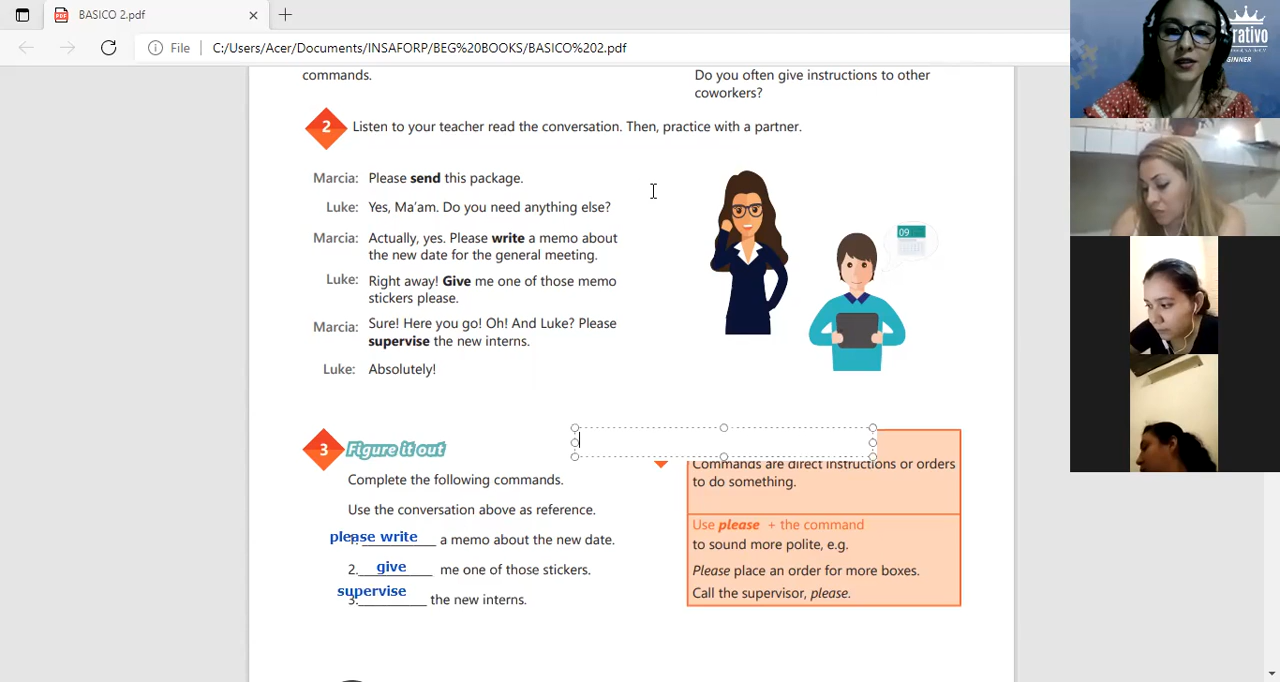 BASICO 2.pdf
File
C:/Users/Acer/Documents/INSAFORP/BEG%20BOOKS/BASICO%202.pdf
rativo
GINNER
commands.
Do you often give instructions to other
coworkers?
2 Listen to your teacher read the conversation. Then, practice with a partner.
Marcia: Please send this package.
Luke: Yes, Ma'am. Do you need anything else?
Marcia: Actually, yes. Please write a memo about
the new date for the general meeting.
Luke: Right away! Give me one of those memo
stickers please.
Marcia: Sure! Here you go! Oh! And Luke? Please
supervise the new interns.
Luke: Absolutely!
09
3 Figure it out
Complete the following commands.
Use the conversation above as reference.
1. please write a memo about the new date.
2. give me one of those stickers.
3. supervise the new interns.
Commands are direct instructions or orders
to do something.
Use please + the command
to sound more polite, e.g.
Please place an order for more boxes.
Call the supervisor, please.